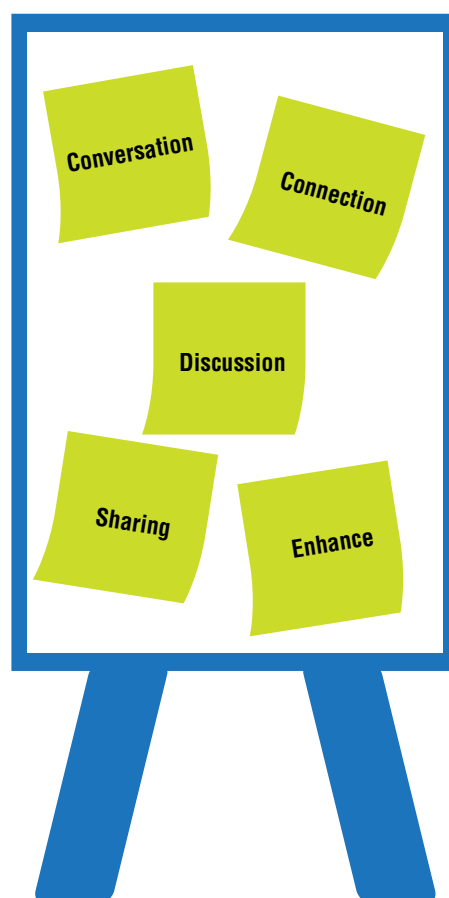 Conversation
Connection
Discussion
Sharing
Enhance